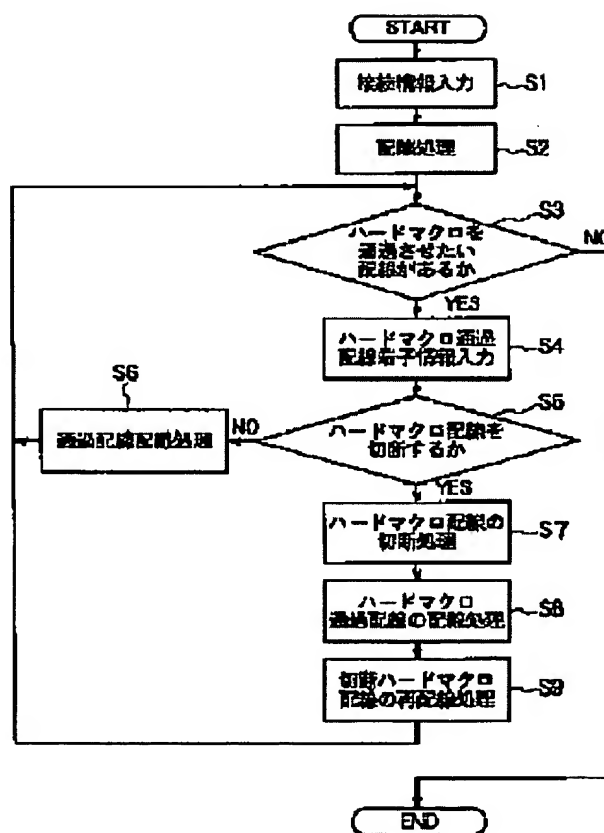 START
接続情報入力
S1
配線処理
S2
S3
ハードマクロを
通過させたい
配線があるか
NO
YES
ハードマクロ通過
配線端子情報入力
S4
S5
ハードマクロ配線を
切断するか
NO
S6
通過配線配線処理
YES
ハードマクロ配線の
切断処理
S7
ハードマクロ
通過配線の配線処理
S8
切断ハードマクロ
配線の再配線処理
S9
END